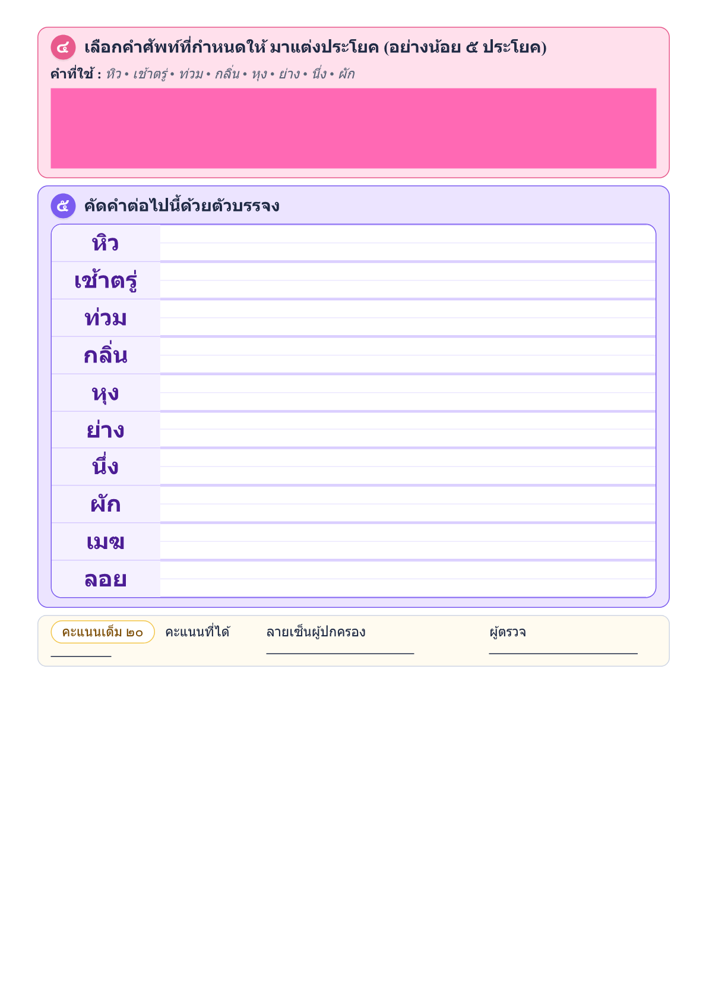 ๔ เลือกคำศัพท์ที่กำหนดให้ มาแต่งประโยค (อย่างน้อย ๕ ประโยค)
คำที่ใช้ : หิว • เช้าตรู่ • ท่วม • กลิ่น • หุง • ย่าง • นึ่ง • ผัก
๕ คัดคำต่อไปนี้ด้วยตัวบรรจง
หิว
เช้าตรู่
ท่วม
กลิ่น
หุง
ย่าง
นึ่ง
ผัก
เมฆ
ลอย
คะแนนเต็ม ๒๐ คะแนนที่ได้ ลายเซ็นผู้ปกครอง ผู้ตรวจ